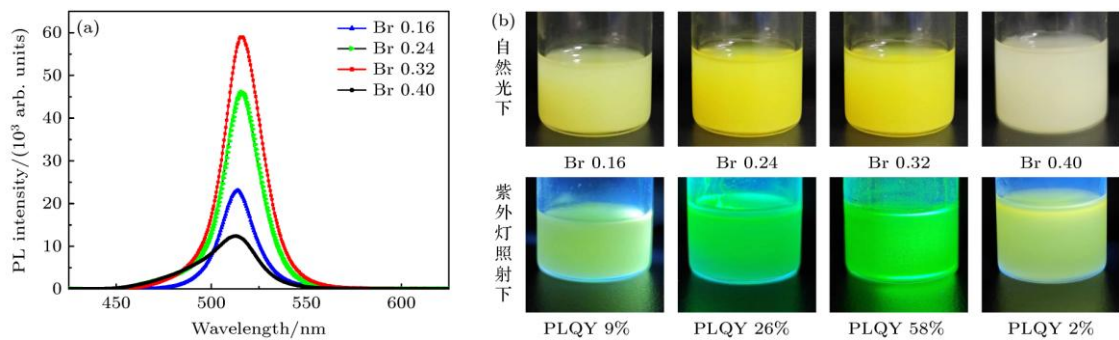 (a)
PL intensity/(10³ arb. units)
60
50
40
30
20
10
0
450
500
550
600
Wavelength/nm
Br 0.16
Br 0.24
Br 0.32
Br 0.40
(b)
自然光下
Br 0.16
Br 0.24
Br 0.32
Br 0.40
紫外灯照射下
PLQY 9%
PLQY 26%
PLQY 58%
PLQY 2%